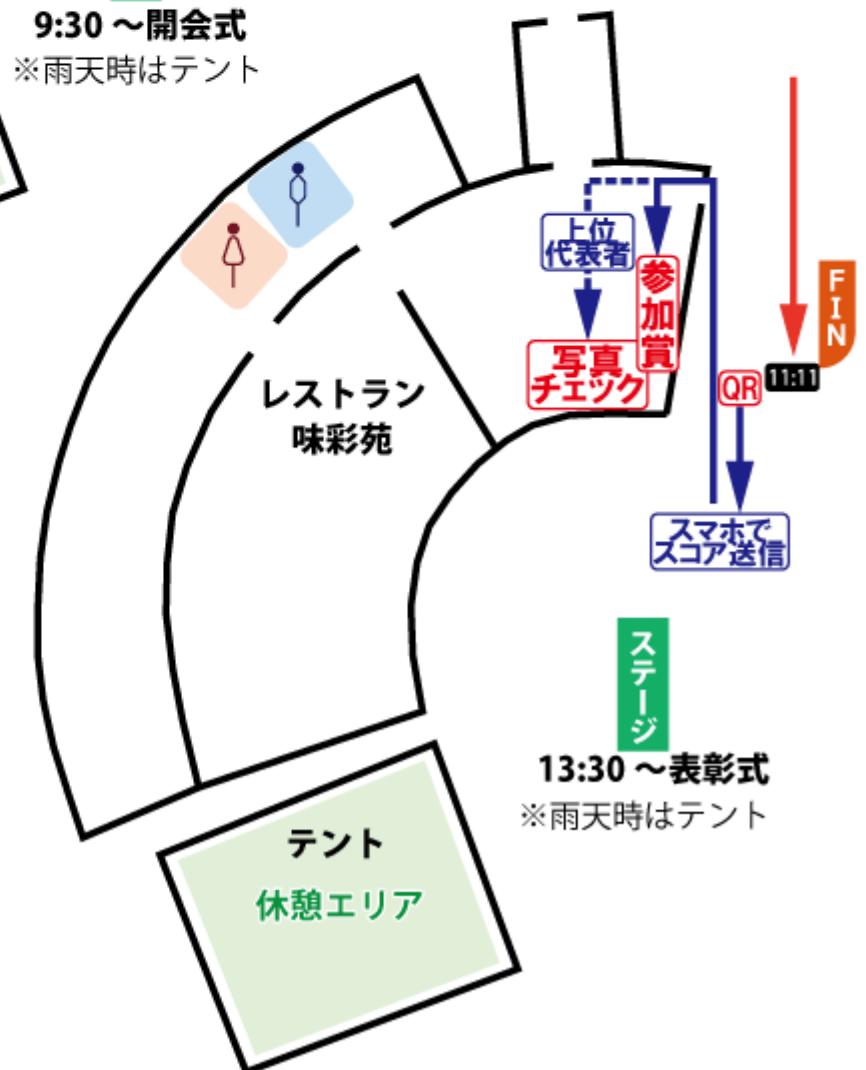 9:30 ～開会式
※雨天時はテント
上位
代表者
参加賞
写真
チェック
FIN
11:11
QR
スマホで
スコア送信
レストラン
味彩苑
ステージ
13:30 ～表彰式
※雨天時はテント
テント
休憩エリア